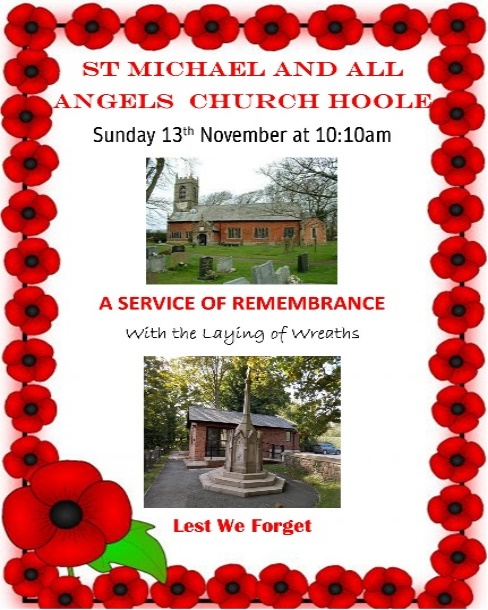 ST MICHAEL AND ALL
ANGELS CHURCH HOOLE
Sunday 13th November at 10:10am
A SERVICE OF REMEMBRANCE
With the Laying of Wreaths
Lest We Forget